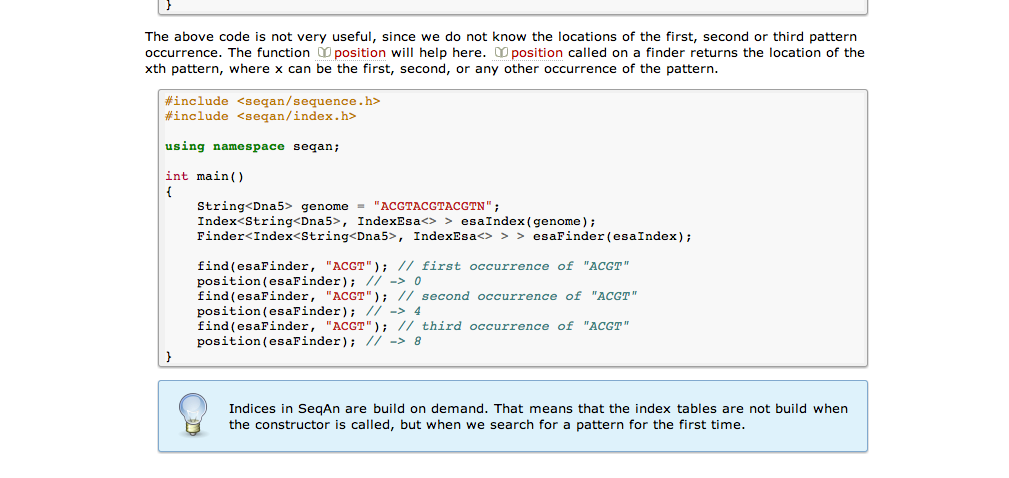 }
The above code is not very useful, since we do not know the locations of the first, second or third pattern
occurrence. The function position will help here. position called on a finder returns the location of the
xth pattern, where x can be the first, second, or any other occurrence of the pattern.
#include <seqan/sequence.h>
#include <seqan/index.h>
using namespace seqan;
int main()
{
String<Dna5> genome = "ACGTACGTACGTN";
Index<String<Dna5>, IndexEsa<> > esaIndex(genome);
Finder<Index<String<Dna5>, IndexEsa<> > > esaFinder(esaIndex);
find(esaFinder, "ACGT"); // first occurrence of "ACGT"
position(esaFinder); // -> 0
find(esaFinder, "ACGT"); // second occurrence of "ACGT"
position(esaFinder); // -> 4
find(esaFinder, "ACGT"); // third occurrence of "ACGT"
position(esaFinder); // -> 8
}
Indices in SeqAn are build on demand. That means that the index tables are not build when
the constructor is called, but when we search for a pattern for the first time.